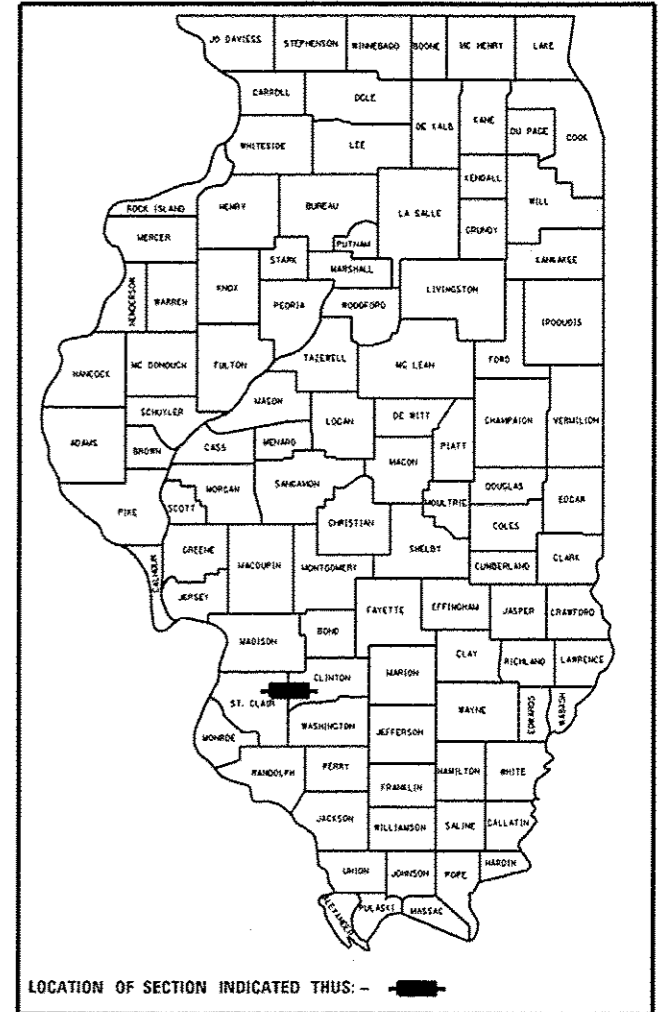 JO DAVIESS STEPHENSON WINNEBAGO BOONE MC HENRY LAKE
CARROLL OGLE DE KALB KANE DU PAGE COOK
WHITESIDE LEE KENDALL WILL
ROCK ISLAND HENRY BUREAU LA SALLE GRUNDY
MERCER PUTNAM KANKAKEE
STARK MARSHALL
HENDERSON WARREN KNOX PEORIA WOODFORD LIVINGSTON IROQUOIS
HANCOCK MC DONOUGH FULTON TAZEWELL MC LEAN FORD
SCHUYLER MASON LOGAN DE WITT CHAMPAIGN VERMILION
ADAMS BROWN CASS MENARD PIATT
MACON
PIKE SCOTT MORGAN SANGAMON MOULTRIE DOUGLAS EDGAR
CHRISTIAN COLES
CALHOUN GREENE MACOUPIN MONTGOMERY SHELBY CUMBERLAND CLARK
JERSEY FAYETTE EFFINGHAM JASPER CRAWFORD
MADISON BOND
CLAY RICHLAND LAWRENCE
CLINTON MARION
ST. CLAIR WAYNE EDWARDS WABASH
MONROE WASHINGTON JEFFERSON
RANDOLPH PERRY HAMILTON WHITE
FRANKLIN
JACKSON WILLIAMSON SALINE GALLATIN
UNION JOHNSON POPE HARDIN
ALEXANDER PULASKI MASSAC
LOCATION OF SECTION INDICATED THUS: -